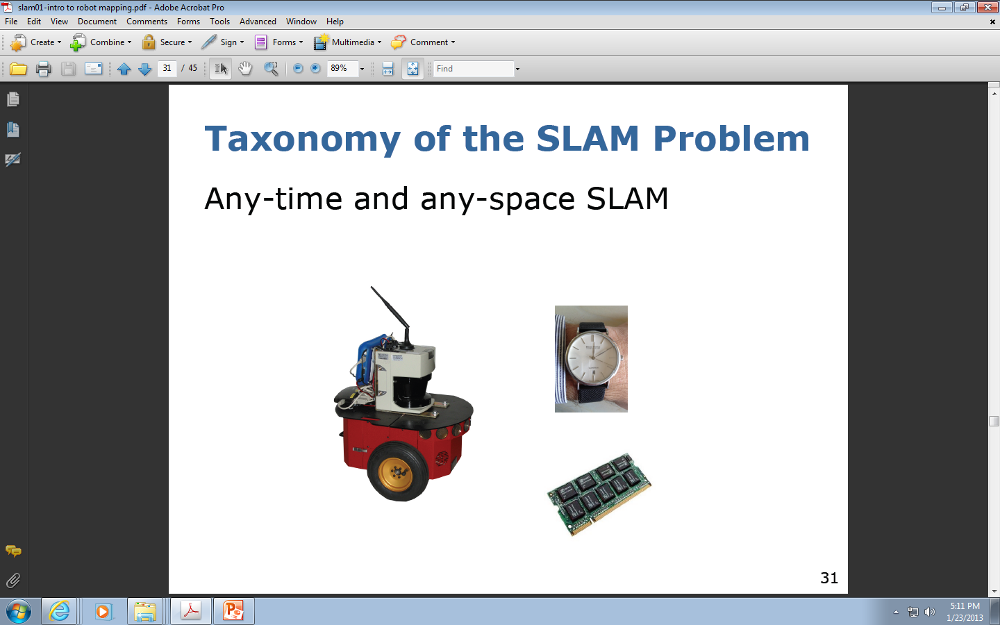 slam01-intro to robot mapping.pdf - Adobe Acrobat Pro
File Edit View Document Comments Forms Tools Advanced Window Help
Create Combine Secure Sign Forms Multimedia Comment
31 / 45 89% Find
Taxonomy of the SLAM Problem
Any-time and any-space SLAM
31
5:11 PM
1/23/2013